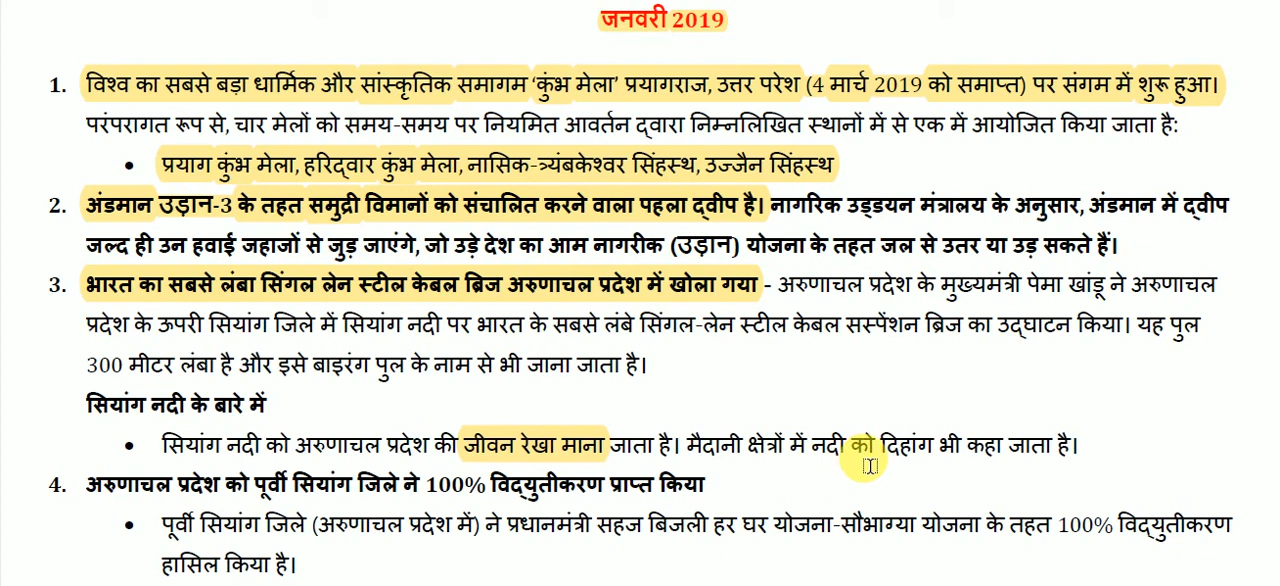 जनवरी 2019
1. विश्व का सबसे बड़ा धार्मिक और सांस्कृतिक समागम ‘कुंभ मेला’ प्रयागराज, उत्तर परेश (4 मार्च 2019 को समाप्त) पर संगम में शुरू हुआ।
परंपरागत रूप से, चार मेलों को समय-समय पर नियमित आवर्तन द्वारा निम्नलिखित स्थानों में से एक में आयोजित किया जाता है:
• प्रयाग कुंभ मेला, हरिद्वार कुंभ मेला, नासिक-त्र्यंबकेश्वर सिंहस्थ, उज्जैन सिंहस्थ
2. अंडमान उड़ान-3 के तहत समुद्री विमानों को संचालित करने वाला पहला द्वीप है। नागरिक उड्डयन मंत्रालय के अनुसार, अंडमान में द्वीप
जल्द ही उन हवाई जहाजों से जुड़ जाएंगे, जो उड़े देश का आम नागरीक (उड़ान) योजना के तहत जल से उतर या उड़ सकते हैं।
3. भारत का सबसे लंबा सिंगल लेन स्टील केबल ब्रिज अरुणाचल प्रदेश में खोला गया - अरुणाचल प्रदेश के मुख्यमंत्री पेमा खांडू ने अरुणाचल
प्रदेश के ऊपरी सियांग जिले में सियांग नदी पर भारत के सबसे लंबे सिंगल-लेन स्टील केबल सस्पेंशन ब्रिज का उद्घाटन किया। यह पुल
300 मीटर लंबा है और इसे बाइरंग पुल के नाम से भी जाना जाता है।
सियांग नदी के बारे में
• सियांग नदी को अरुणाचल प्रदेश की जीवन रेखा माना जाता है। मैदानी क्षेत्रों में नदी को दिहांग भी कहा जाता है।
4. अरुणाचल प्रदेश को पूर्वी सियांग जिले ने 100% विद्युतीकरण प्राप्त किया
• पूर्वी सियांग जिले (अरुणाचल प्रदेश में) ने प्रधानमंत्री सहज बिजली हर घर योजना-सौभाग्या योजना के तहत 100% विद्युतीकरण
हासिल किया है।